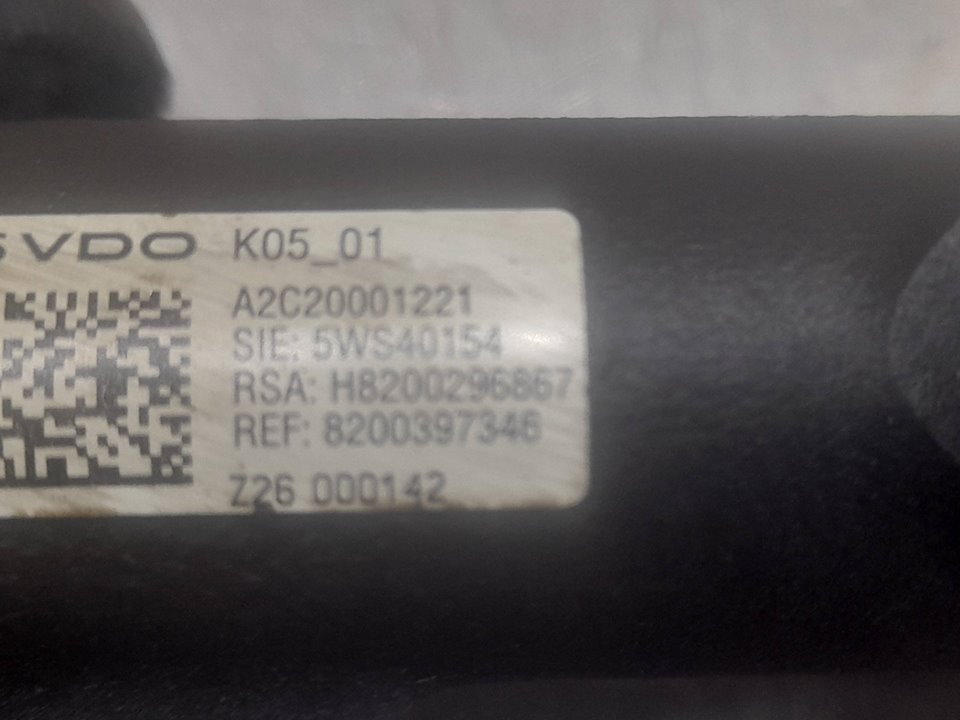 VDO K05_01
A2C20001221
SIE: 5WS40154
RSA: H8200296867
REF: 8200397346
Z26 000142